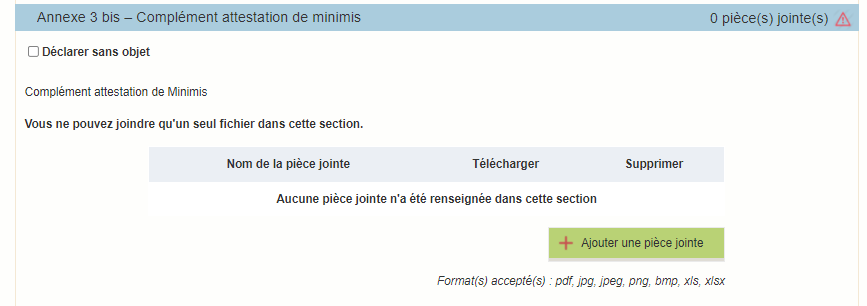 Annexe 3 bis – Complément attestation de minimis 0 pièce(s) jointe(s)
Déclarer sans objet
Complément attestation de Minimis
Vous ne pouvez joindre qu'un seul fichier dans cette section.
Nom de la pièce jointe Télécharger Supprimer
Aucune pièce jointe n'a été renseignée dans cette section
Ajouter une pièce jointe
Format(s) accepté(s) : pdf, jpg, jpeg, png, bmp, xls, xlsx